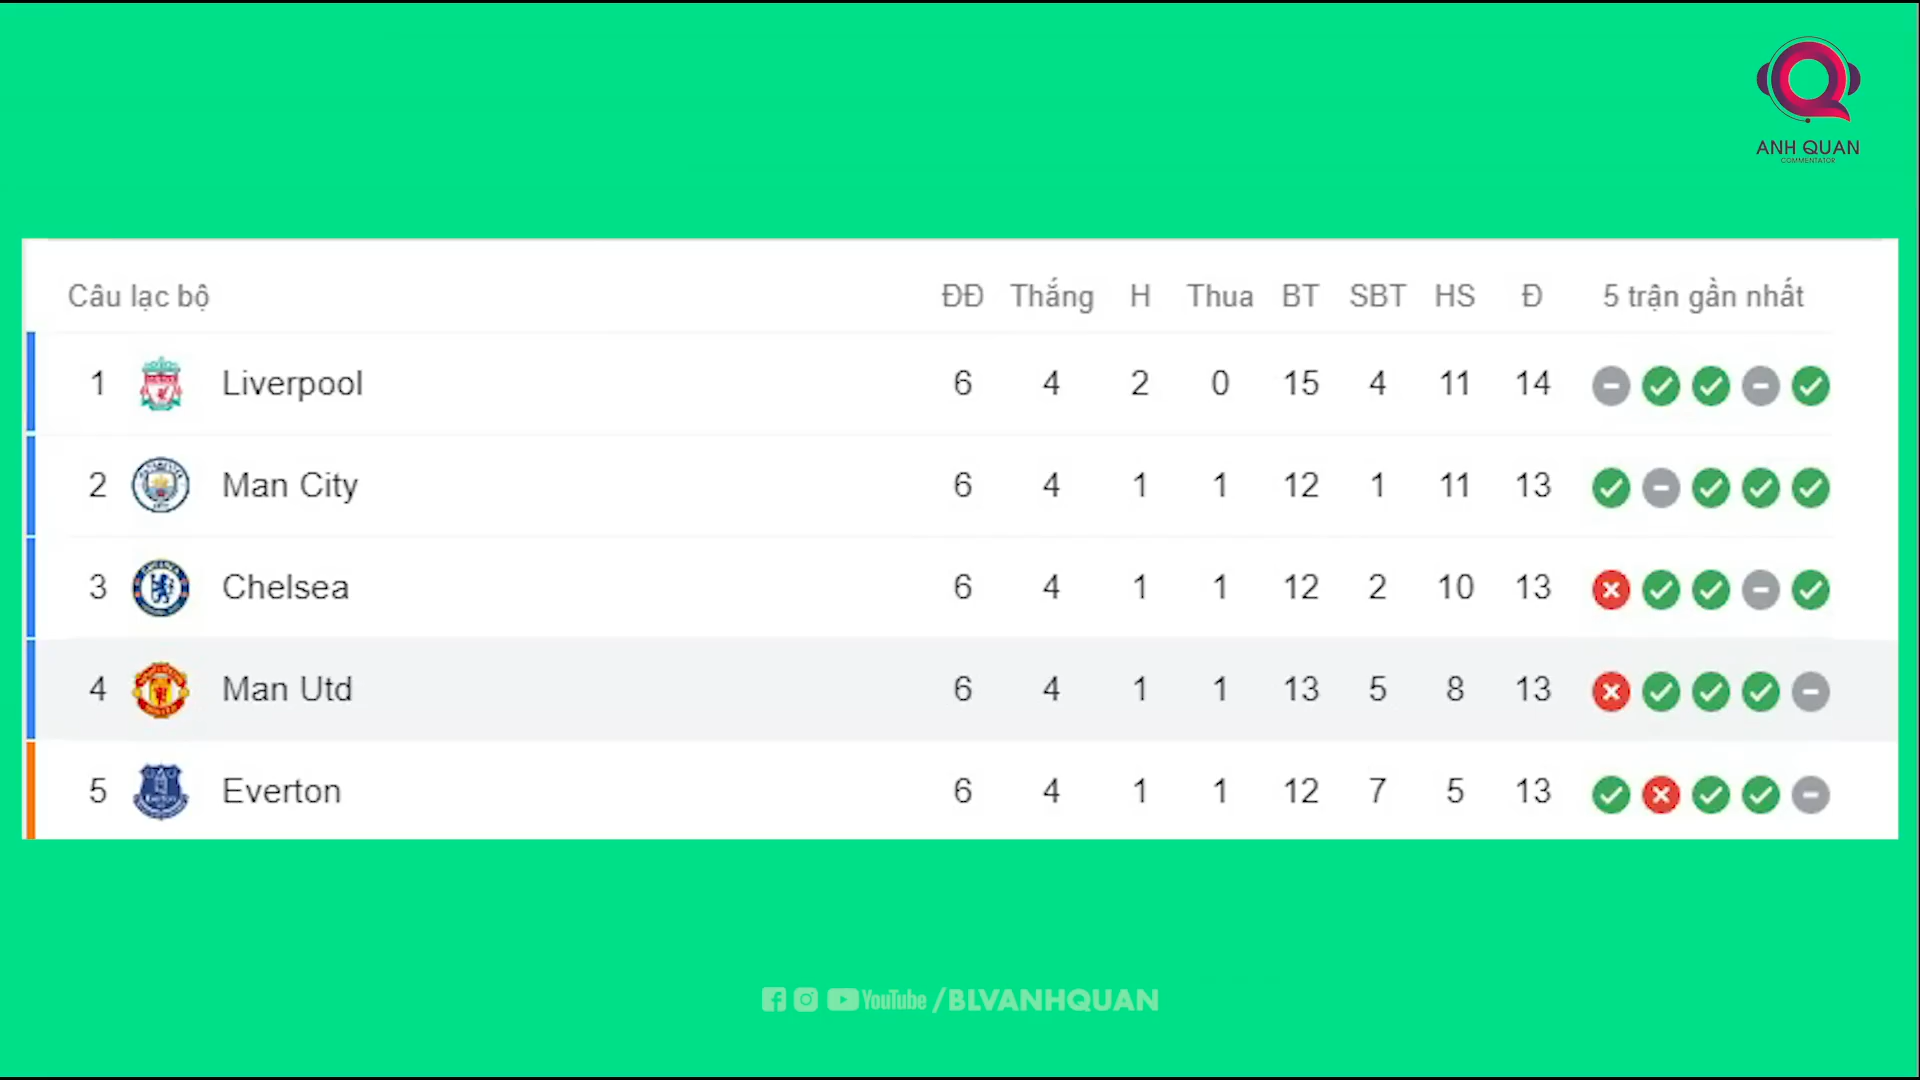 ANH QUAN
COMMENTATOR
Câu lạc bộ ĐĐ Thắng H Thua BT SBT HS Đ 5 trận gần nhất
1 Liverpool 6 4 2 0 15 4 11 14
2 Man City 6 4 1 1 12 1 11 13
3 Chelsea 6 4 1 1 12 2 10 13
4 Man Utd 6 4 1 1 13 5 8 13
5 Everton 6 4 1 1 12 7 5 13
YouTube /BLVANHQUAN